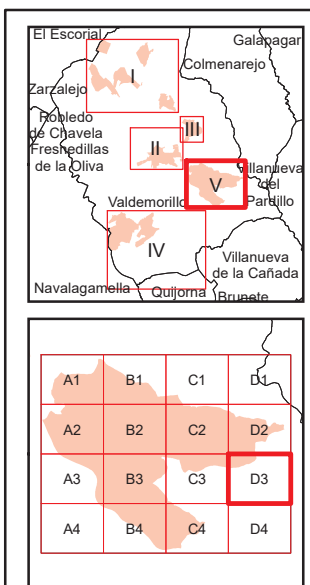 El Escorial
Galapagar
Colmenarejo
I
Zarzalejo
Robledo
de Chavela
III
Fresnedillas
de la Oliva
II
Villanueva
del
Pardillo
V
Valdemorillo
IV
Villanueva
de la Cañada
Navalagamella
Quijorna
Brunete
A1 B1 C1 D1
A2 B2 C2 D2
A3 B3 C3 D3
A4 B4 C4 D4